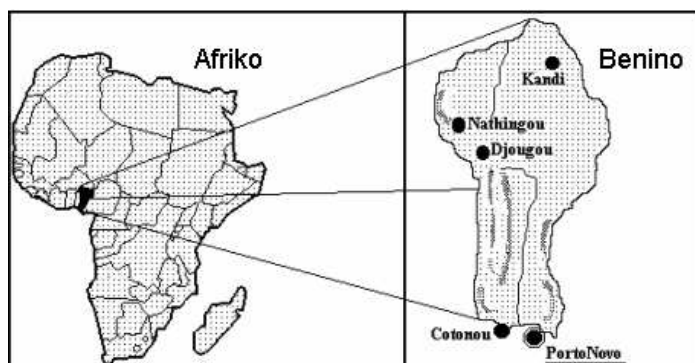 Afriko
Benino
Kandi
Nathingou
Djougou
Cotonou
PortoNovo